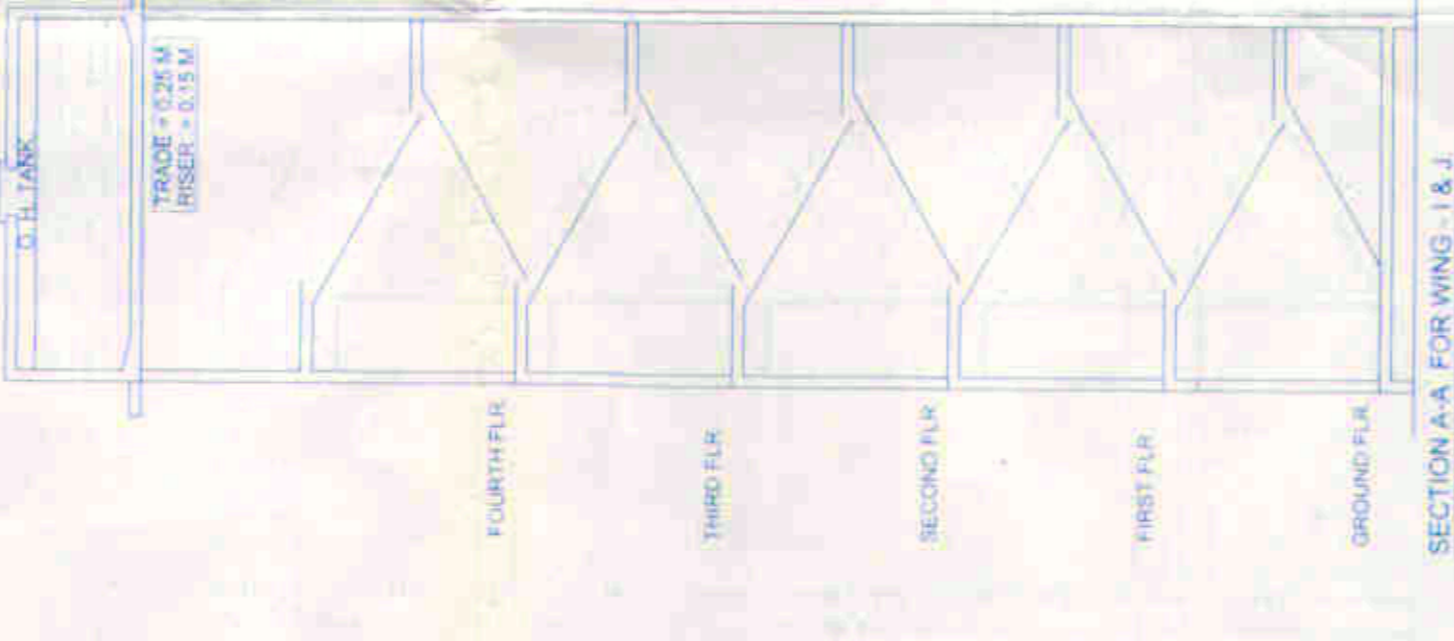 O. H. TANK
TRADE = 0.25 M
RISER = 0.15 M
FOURTH FLR.
THIRD FLR
SECOND FLR
FIRST FLR
GROUND FLR.
SECTION A-A FOR WING - I & J.